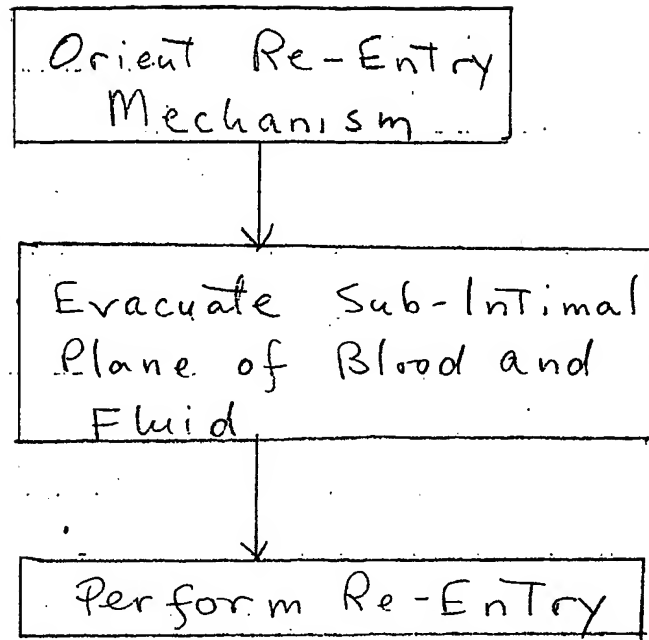 Orient Re-Entry
Mechanism
Evacuate Sub-Intimal
Plane of Blood and
Fluid
Perform Re-Entry